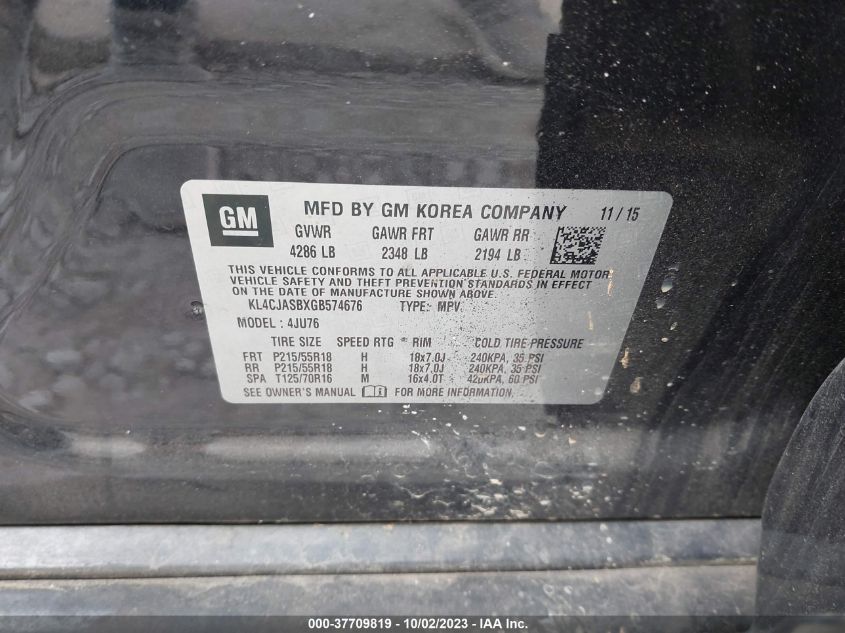 GM MFD BY GM KOREA COMPANY 11 / 15
GVWR GAWR FRT GAWR RR
4286 LB 2348 LB 2194 LB
THIS VEHICLE CONFORMS TO ALL APPLICABLE U.S. FEDERAL MOTOR
VEHICLE SAFETY AND THEFT PREVENTION STANDARDS IN EFFECT
ON THE DATE OF MANUFACTURE SHOWN ABOVE.
KL4CJASBXGB574676 TYPE: MPV
MODEL : 4JU76
TIRE SIZE SPEED RTG RIM COLD TIRE PRESSURE
FRT P215/55R18 H 18x7.0J 240KPA, 35 PSI
RR P215/55R18 H 18x7.0J 240KPA, 35 PSI
SPA T125/70R16 M 16x4.0T 420KPA, 60 PSI
SEE OWNER'S MANUAL FOR MORE INFORMATION.
000-37709819 - 10/02/2023 - IAA Inc.